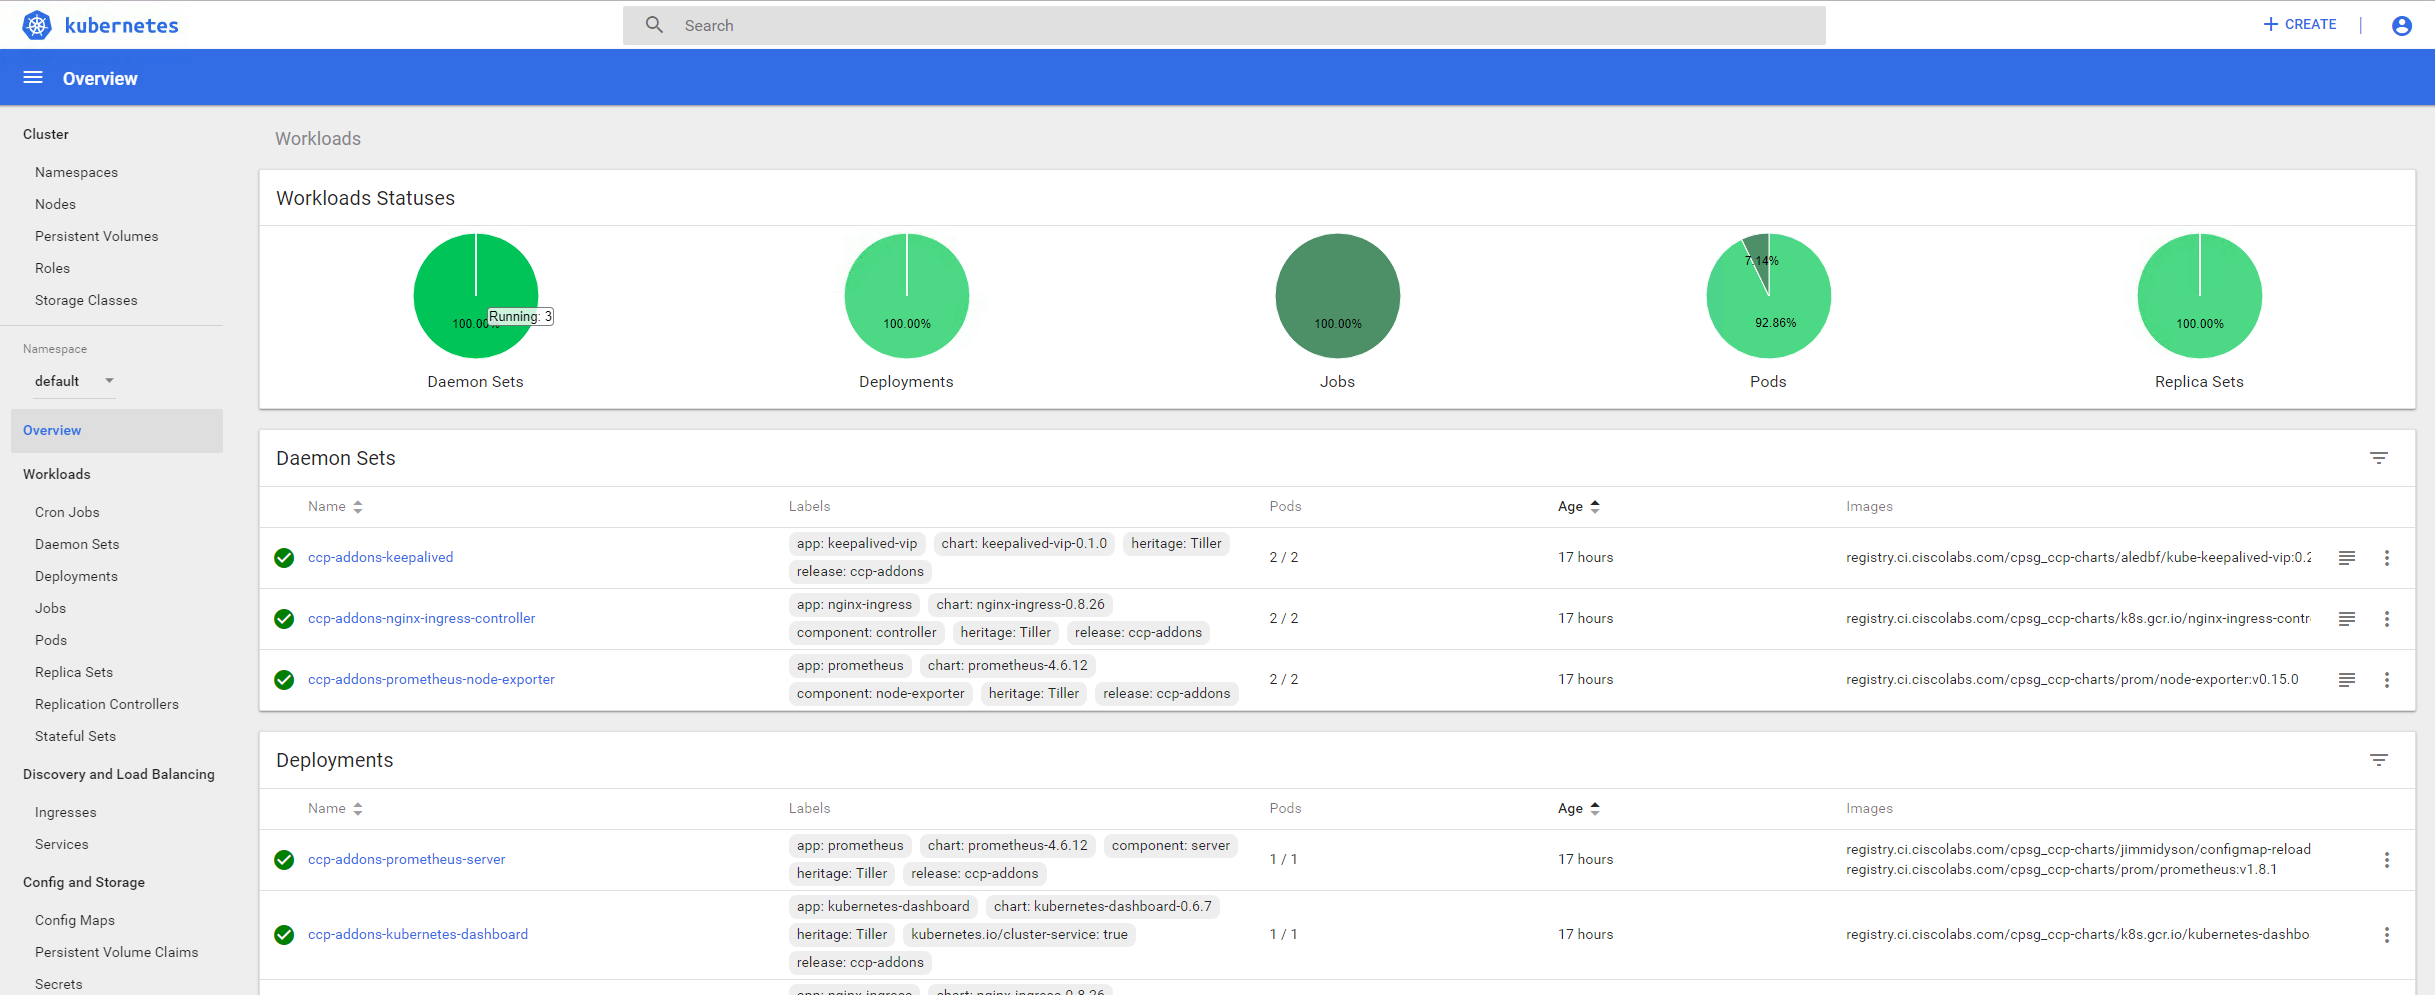 kubernetes
Search
CREATE
Overview
Cluster
Namespaces
Nodes
Persistent Volumes
Roles
Storage Classes
Namespace
default
Overview
Workloads
Cron Jobs
Daemon Sets
Deployments
Jobs
Pods
Replica Sets
Replication Controllers
Stateful Sets
Discovery and Load Balancing
Ingresses
Services
Config and Storage
Config Maps
Persistent Volume Claims
Secrets
Workloads
Workloads Statuses
100.00% Running: 3
Daemon Sets
100.00%
Deployments
100.00%
Jobs
7.14%
92.86%
Pods
100.00%
Replica Sets
Daemon Sets
Name Labels Pods Age Images
ccp-addons-keepalived
app: keepalived-vip chart: keepalived-vip-0.1.0 heritage: Tiller
release: ccp-addons
2 / 2
17 hours
registry.ci.ciscolabs.com/cpsg_ccp-charts/aledbf/kube-keepalived-vip:0.2
ccp-addons-nginx-ingress-controller
app: nginx-ingress chart: nginx-ingress-0.8.26
component: controller heritage: Tiller release: ccp-addons
2 / 2
17 hours
registry.ci.ciscolabs.com/cpsg_ccp-charts/k8s.gcr.io/nginx-ingress-contr
ccp-addons-prometheus-node-exporter
app: prometheus chart: prometheus-4.6.12
component: node-exporter heritage: Tiller release: ccp-addons
2 / 2
17 hours
registry.ci.ciscolabs.com/cpsg_ccp-charts/prom/node-exporter:v0.15.0
Deployments
Name Labels Pods Age Images
ccp-addons-prometheus-server
app: prometheus chart: prometheus-4.6.12 component: server
heritage: Tiller release: ccp-addons
1 / 1
17 hours
registry.ci.ciscolabs.com/cpsg_ccp-charts/jimmidyson/configmap-reload
registry.ci.ciscolabs.com/cpsg_ccp-charts/prom/prometheus:v1.8.1
ccp-addons-kubernetes-dashboard
app: kubernetes-dashboard chart: kubernetes-dashboard-0.6.7
heritage: Tiller kubernetes.io/cluster-service: true
release: ccp-addons
1 / 1
17 hours
registry.ci.ciscolabs.com/cpsg_ccp-charts/k8s.gcr.io/kubernetes-dashbo
app: nginx-ingress chart: nginx-ingress-0.8.26